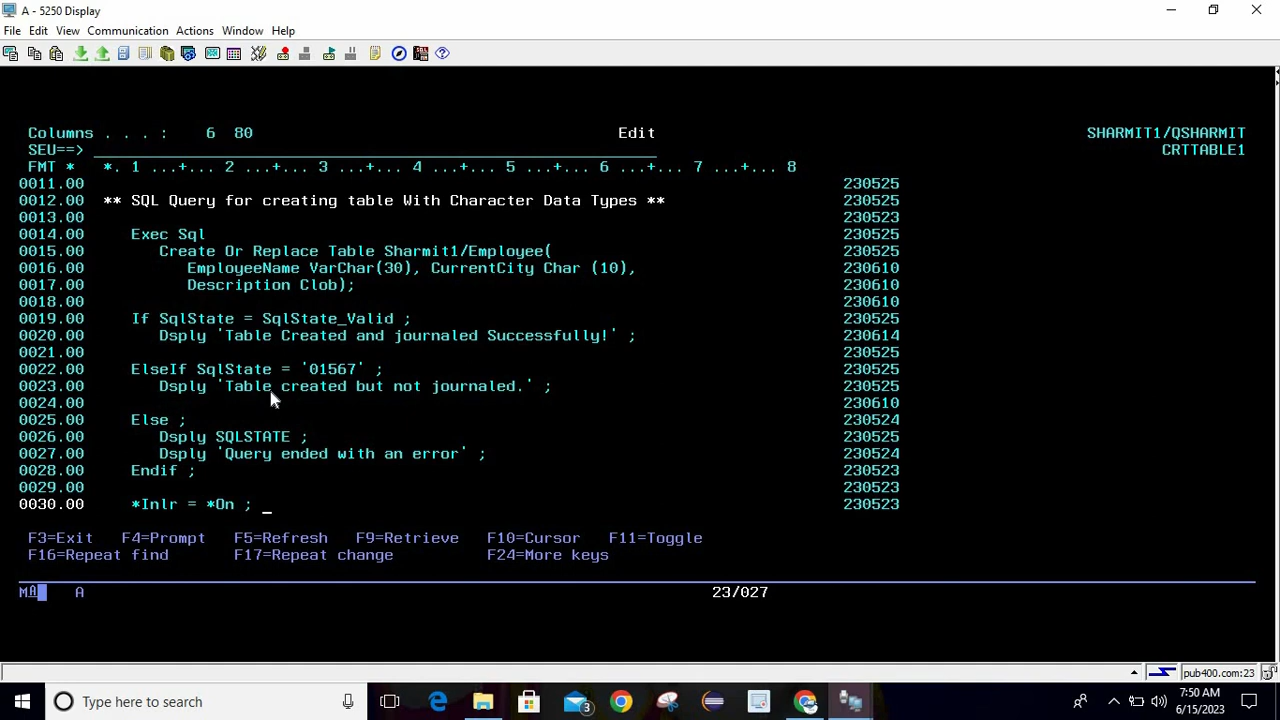 A - 5250 Display
File Edit View Communication Actions Window Help
Columns . . . : 6 80 Edit SHARMIT1/QSHARMIT
SEU==> CRTTABLE1
FMT * *. 1 ...+... 2 ...+... 3 ...+... 4 ...+... 5 ...+... 6 ...+... 7 ...+... 8
0011.00 230525
0012.00 ** SQL Query for creating table With Character Data Types ** 230525
0013.00 230523
0014.00 Exec Sql 230525
0015.00 Create Or Replace Table Sharmit1/Employee( 230525
0016.00 EmployeeName VarChar(30), CurrentCity Char (10), 230610
0017.00 Description Clob); 230610
0018.00 230610
0019.00 If SqlState = SqlState_Valid ; 230525
0020.00 Dsply 'Table Created and journaled Successfully!' ; 230614
0021.00 230525
0022.00 ElseIf SqlState = '01567' ; 230525
0023.00 Dsply 'Table created but not journaled.' ; 230525
0024.00 230610
0025.00 Else ; 230524
0026.00 Dsply SQLSTATE ; 230525
0027.00 Dsply 'Query ended with an error' ; 230524
0028.00 Endif ; 230523
0029.00 230523
0030.00 *Inlr = *On ; _ 230523
F3=Exit F4=Prompt F5=Refresh F9=Retrieve F10=Cursor F11=Toggle
F16=Repeat find F17=Repeat change F24=More keys
MA A 23/027
pub400.com:23
Type here to search
3
7:50 AM
6/15/2023